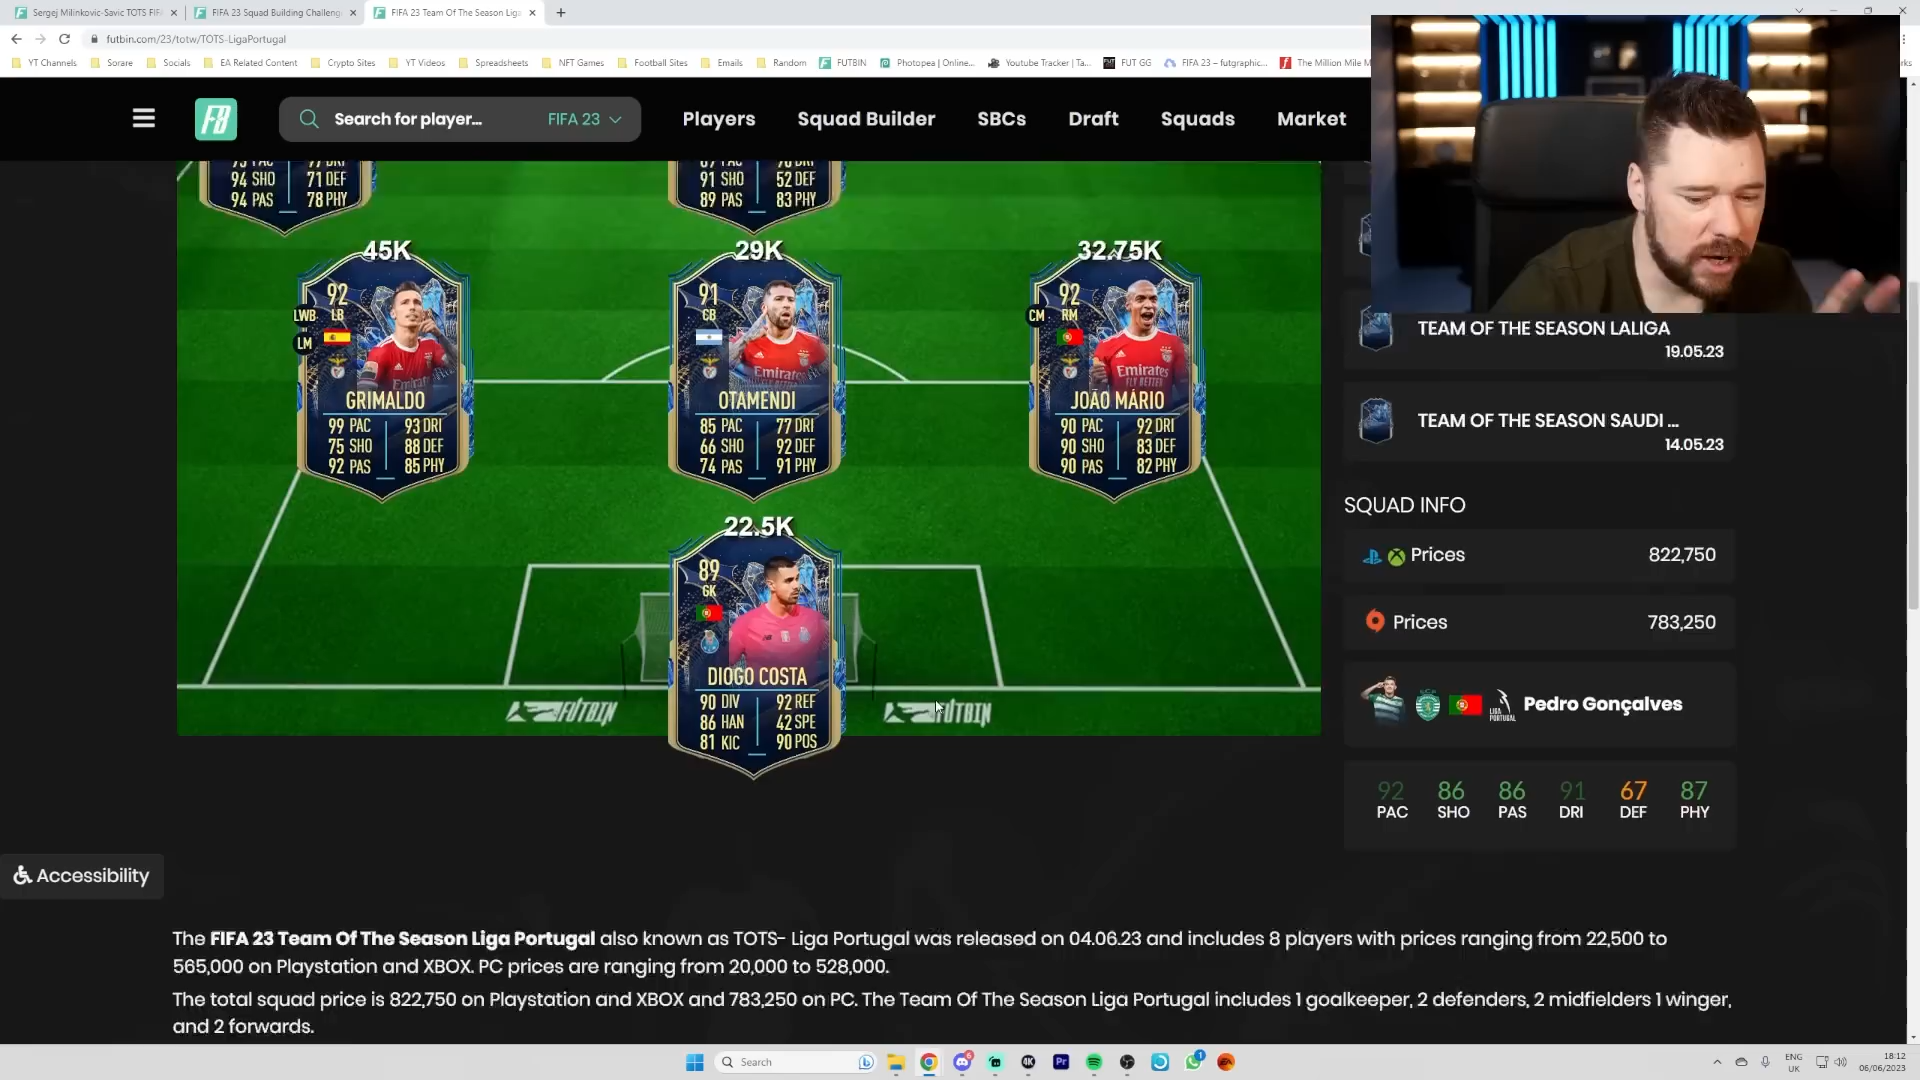 Sergej Milinkovic-Savic TOTS FIF
FIFA 23 Squad Building Challeng
FIFA 23 Team Of The Season Liga
futbin.com/23/totw/TOTS-LigaPortugal
YT Channels
Sorare
Socials
EA Related Content
Crypto Sites
YT Videos
Spreadsheets
NFT Games
Football Sites
Emails
Random
FUTBIN
Photopea | Online...
Youtube Tracker | Ta...
FUT GG
FIFA 23 – futgraphic...
The Million Mile M
Search for player...
FIFA 23
Players
Squad Builder
SBCs
Draft
Squads
Market
94 SHO 71 DEF
94 PAS 78 PHY
91 SHO 52 DEF
89 PAS 83 PHY
45K
92
LB
LWB
LM
GRIMALDO
99 PAC 93 DRI
75 SHO 88 DEF
92 PAS 85 PHY
29K
91
CB
OTAMENDI
85 PAC 77 DRI
66 SHO 92 DEF
74 PAS 91 PHY
32.75K
92
CM
RM
JOÃO MÁRIO
90 PAC 92 DRI
90 SHO 83 DEF
90 PAS 82 PHY
22.5K
89
GK
DIOGO COSTA
90 DIV 92 REF
86 HAN 42 SPE
81 KIC 90 POS
FUTBIN
FUTBIN
TEAM OF THE SEASON LALIGA
19.05.23
TEAM OF THE SEASON SAUDI ...
14.05.23
SQUAD INFO
Prices 822,750
Prices 783,250
Pedro Gonçalves
92 86 86 91 67 87
PAC SHO PAS DRI DEF PHY
Accessibility
The FIFA 23 Team Of The Season Liga Portugal also known as TOTS- Liga Portugal was released on 04.06.23 and includes 8 players with prices ranging from 22,500 to
565,000 on Playstation and XBOX. PC prices are ranging from 20,000 to 528,000.
The total squad price is 822,750 on Playstation and XBOX and 783,250 on PC. The Team Of The Season Liga Portugal includes 1 goalkeeper, 2 defenders, 2 midfielders 1 winger,
and 2 forwards.
Search
ENG
UK
18:12
06/06/2023